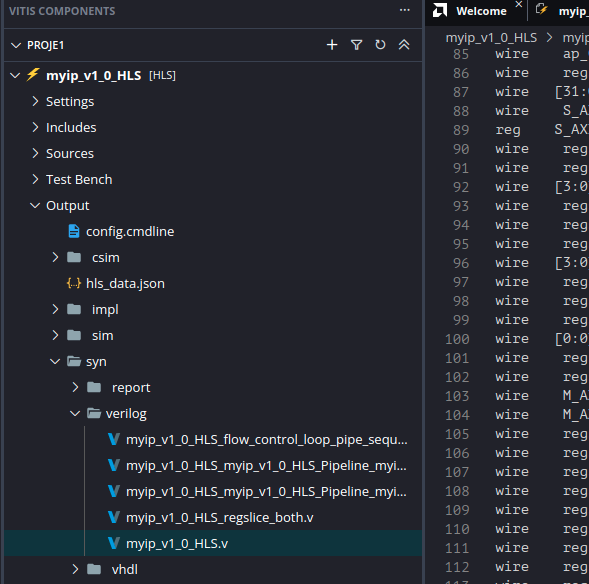 VITIS COMPONENTS
...
PROJE1
myip_v1_0_HLS [HLS]
Settings
Includes
Sources
Test Bench
Output
config.cmdline
csim
hls_data.json
impl
sim
syn
report
verilog
myip_v1_0_HLS_flow_control_loop_pipe_sequ...
myip_v1_0_HLS_myip_v1_0_HLS_Pipeline_myi...
myip_v1_0_HLS_myip_v1_0_HLS_Pipeline_myi...
myip_v1_0_HLS_regslice_both.v
myip_v1_0_HLS.v
vhdl
Welcome
myip_
myip_v1_0_HLS > myip
85 wire ap_
86 wire reg
87 wire [31:
88 wire S_A
89 reg S_AX
90 wire reg
91 wire reg
92 wire [3:0
93 wire reg
94 wire reg
95 wire reg
96 wire [3:0
97 wire reg
98 wire reg
99 wire reg
100 wire [0:0
101 wire reg
102 wire reg
103 wire M_A
104 wire M_A
105 wire reg
106 wire reg
107 wire reg
108 wire reg
109 wire reg
110 wire reg
111 wire reg
112 wire reg